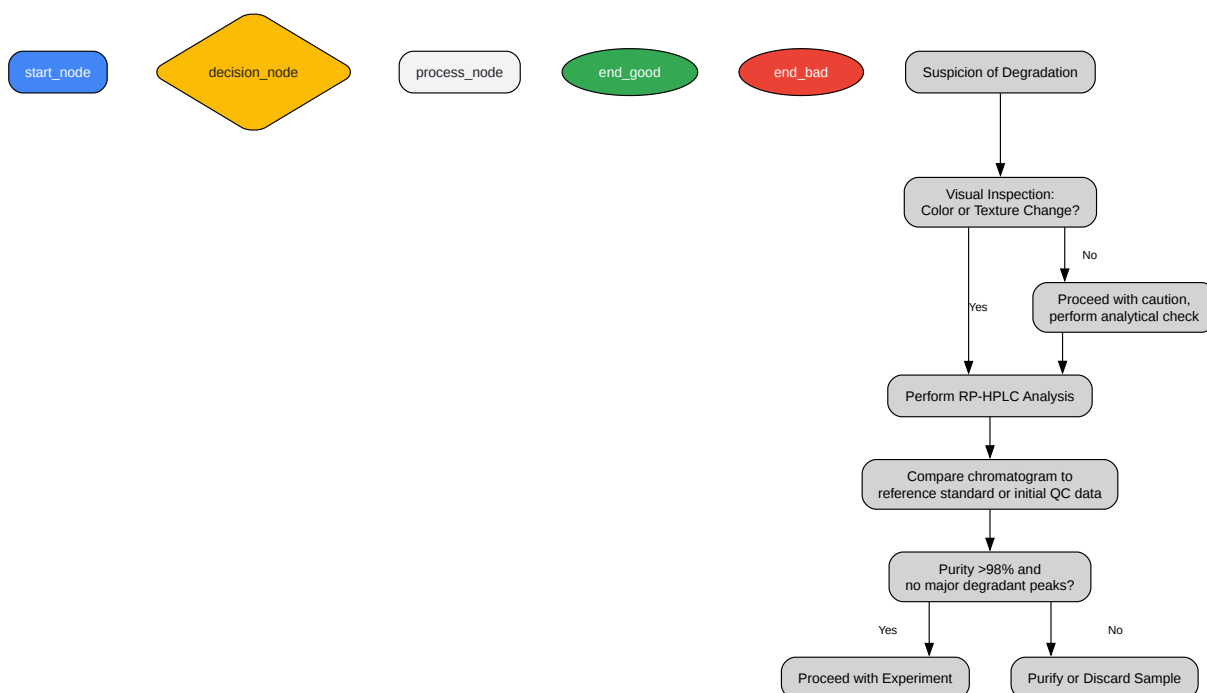 start_node
decision_node
process_node
end_good
end_bad
Suspicion of Degradation
Visual Inspection:
Color or Texture Change?
No
Yes
Proceed with caution,
perform analytical check
Perform RP-HPLC Analysis
Compare chromatogram to
reference standard or initial QC data
Purity >98% and
no major degradant peaks?
Yes
No
Proceed with Experiment
Purify or Discard Sample